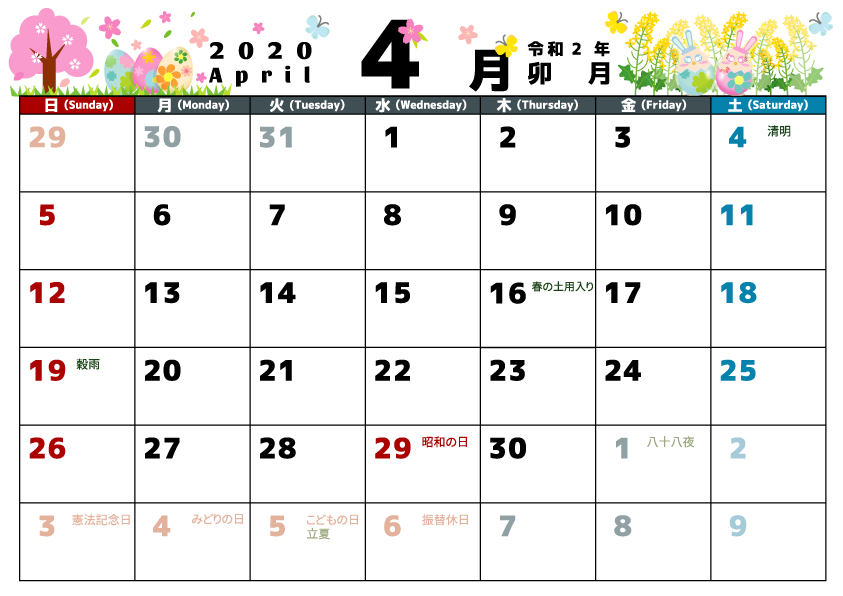 2020
April
4月
令和2年
卯月
日 (Sunday) 月 (Monday) 火 (Tuesday) 水 (Wednesday) 木 (Thursday) 金 (Friday) 土 (Saturday)
29 30 31 1 2 3 4 清明
5 6 7 8 9 10 11
12 13 14 15 16 春の土用入り 17 18
19 穀雨 20 21 22 23 24 25
26 27 28 29 昭和の日 30 1 八十八夜 2
3 憲法記念日 4 みどりの日 5 こどもの日 6 振替休日 7 8 9
立夏